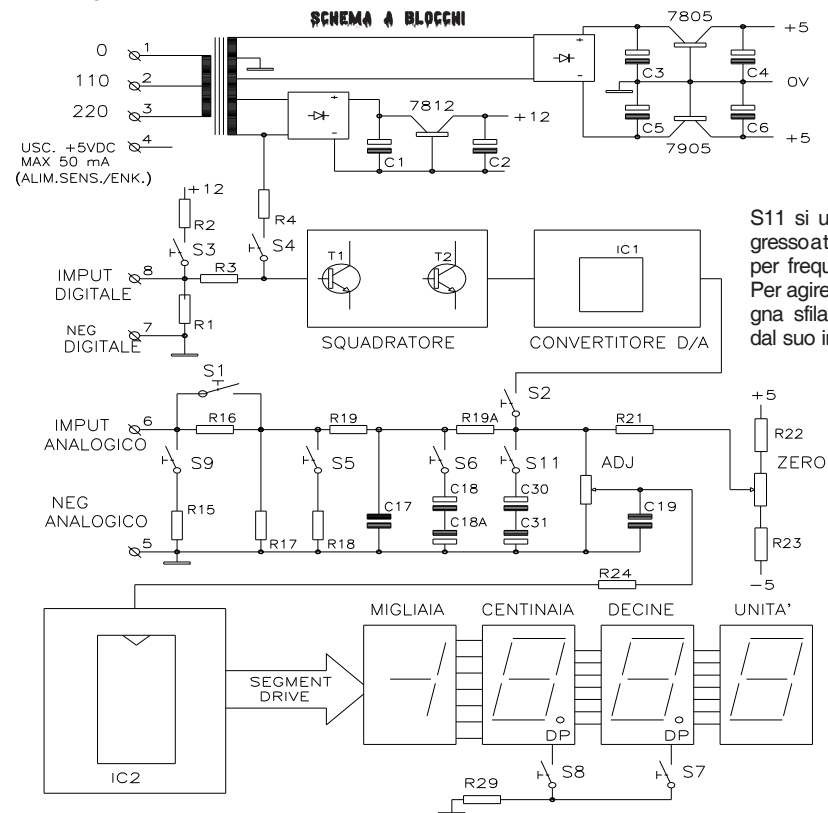 SCHEMA A BLOCCHI
0 1
110 2
220 3
4
USC. +5VDC
MAX 50 mA
(ALIM.SENS./ENK.)
+
-
7812
+12
C1
C2
+
-
7805
+5
C3
C4
0V
C5
C6
7905
+5
+12
R2
S3
R4
S4
IMPUT
DIGITALE
8
R3
R1
NEG
DIGITALE
7
T1
T2
SQUADRATORE
IC1
CONVERTITORE D/A
S11 si u
gressoat
per frequ
Per agire
gna sfila
dal suo in
S1
S2
IMPUT
ANALOGICO
6
R16
R19
R19A
R21
S9
S5
S6
S11
ADJ
+5
R22
ZERO
R23
-5
NEG
ANALOGICO
5
R15
R17
R18
C17
C18
C18A
C30
C31
C19
R24
MIGLIAIA
CENTINAIA
DECINE
UNITA'
SEGMENT
DRIVE
IC2
DP
DP
S8
S7
R29